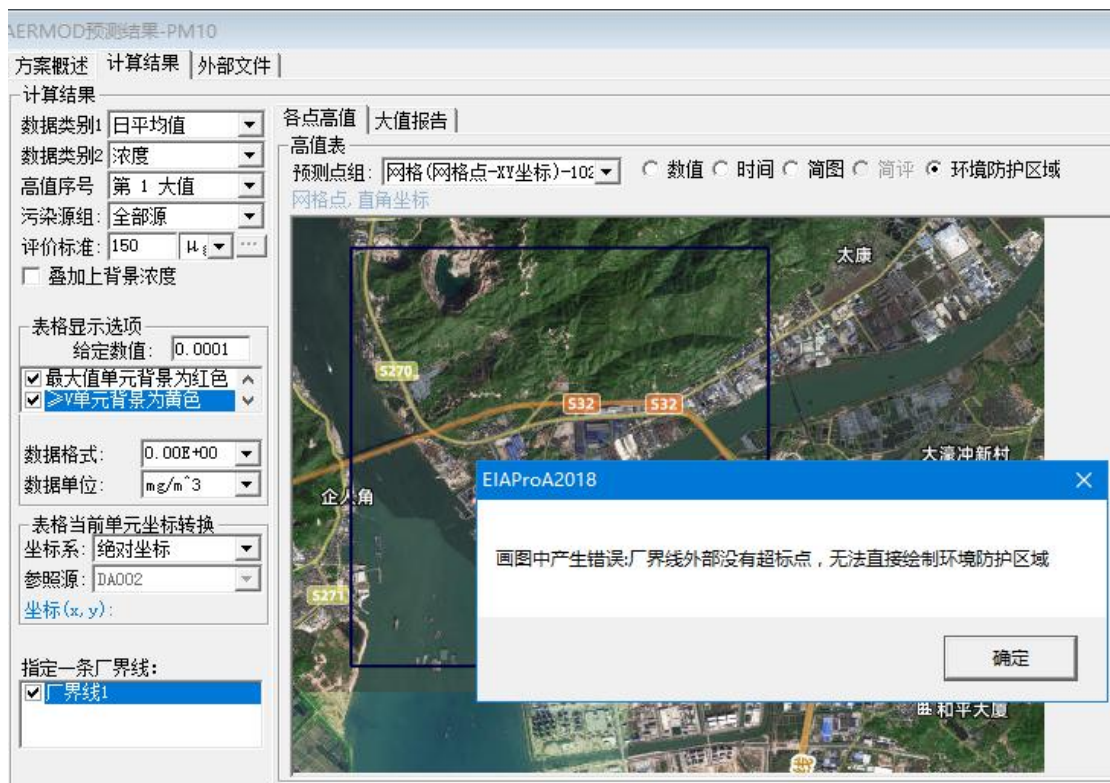 AERMOD预测结果-PM10
方案概述 计算结果 外部文件
计算结果
数据类别1 日平均值
数据类别2 浓度
高值序号 第 1 大值
污染源组: 全部源
评价标准: 150 μg ...
叠加上背景浓度
表格显示选项
给定数值: 0.0001
最大值单元背景为红色
≥V单元背景为黄色
数据格式: 0.00E+00
数据单位: mg/m^3
表格当前单元坐标转换
坐标系: 绝对坐标
参照源: DA002
坐标(x,y):
指定一条厂界线:
厂界线1
各点高值 大值报告
高值表
预测点组: 网格(网格点-XY坐标)-102 数值 时间 简图 简评 环境防护区域
网格点,直角坐标
太康
S270
S32 S32
大濠冲新村
企人角
S271
和平大厦
线
EIAProA2018
画图中产生错误:厂界线外部没有超标点，无法直接绘制环境防护区域
确定